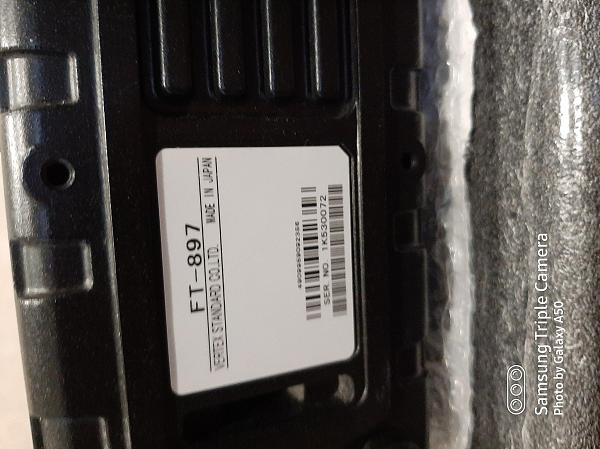 FT-897
VERTEX STANDARD CO.LTD. MADE IN JAPAN
4909959092366
SER. NO. 1K530072
Samsung Triple Camera
Photo by Galaxy A50